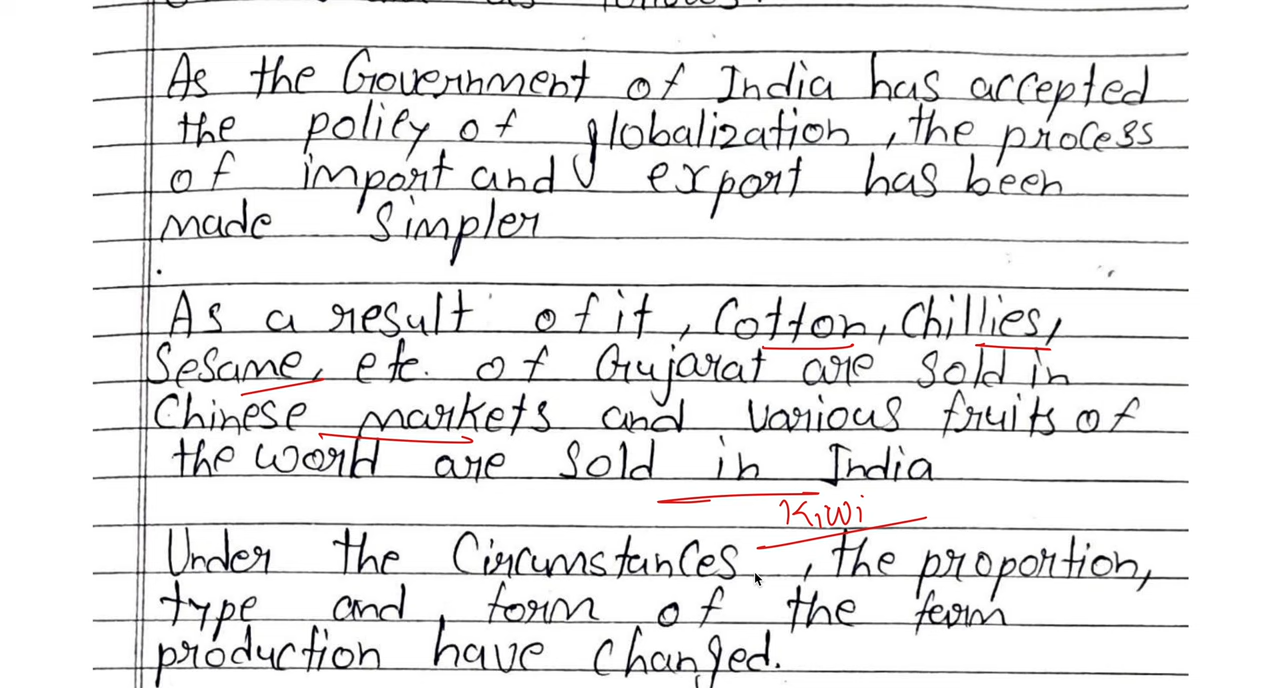 As the Government of India has accepted
the policy of globalization, the process
of import and export has been
made simpler
As a result of it, Cotton, Chillies,
Sesame, etc. of Gujarat are sold in
Chinese markets and various fruits of
the world are sold in India
Kiwi
Under the Circumstances, the proportion,
type and form of the farm
production have changed.